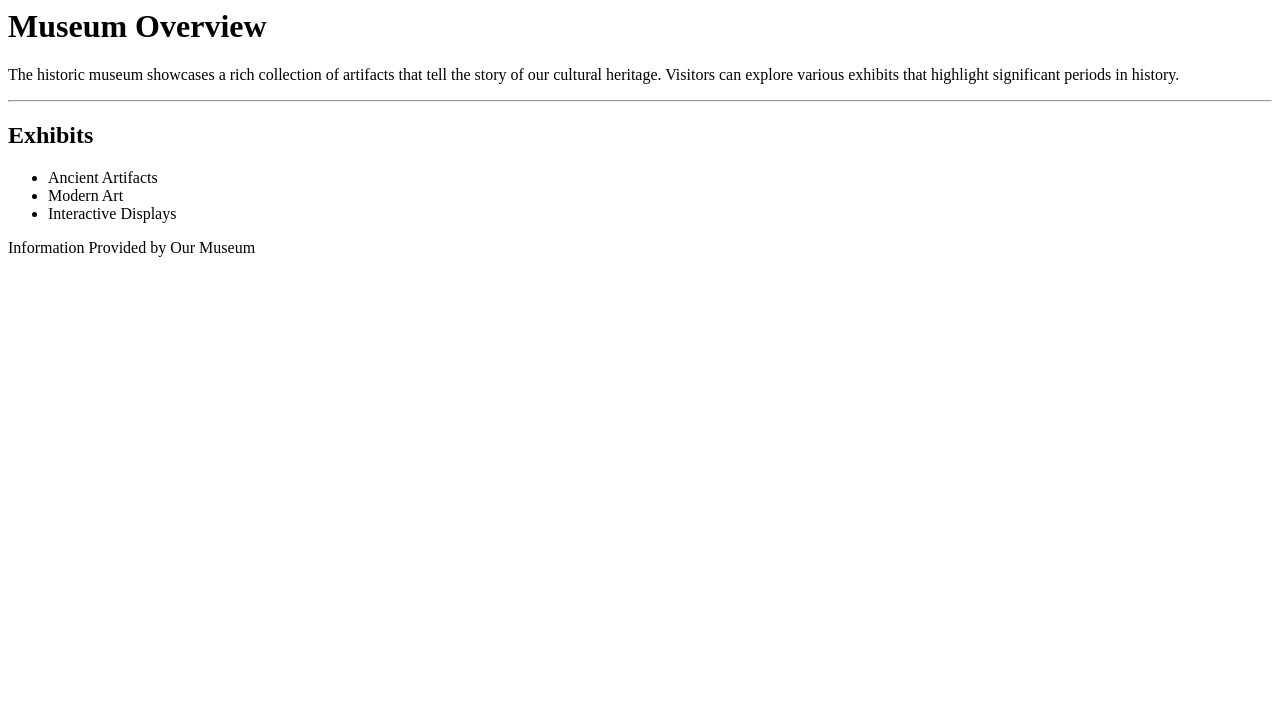 Museum Overview
The historic museum showcases a rich collection of artifacts that tell the story of our cultural heritage. Visitors can explore various exhibits that highlight significant periods in history.
Exhibits
• Ancient Artifacts
• Modern Art
• Interactive Displays
Information Provided by Our Museum